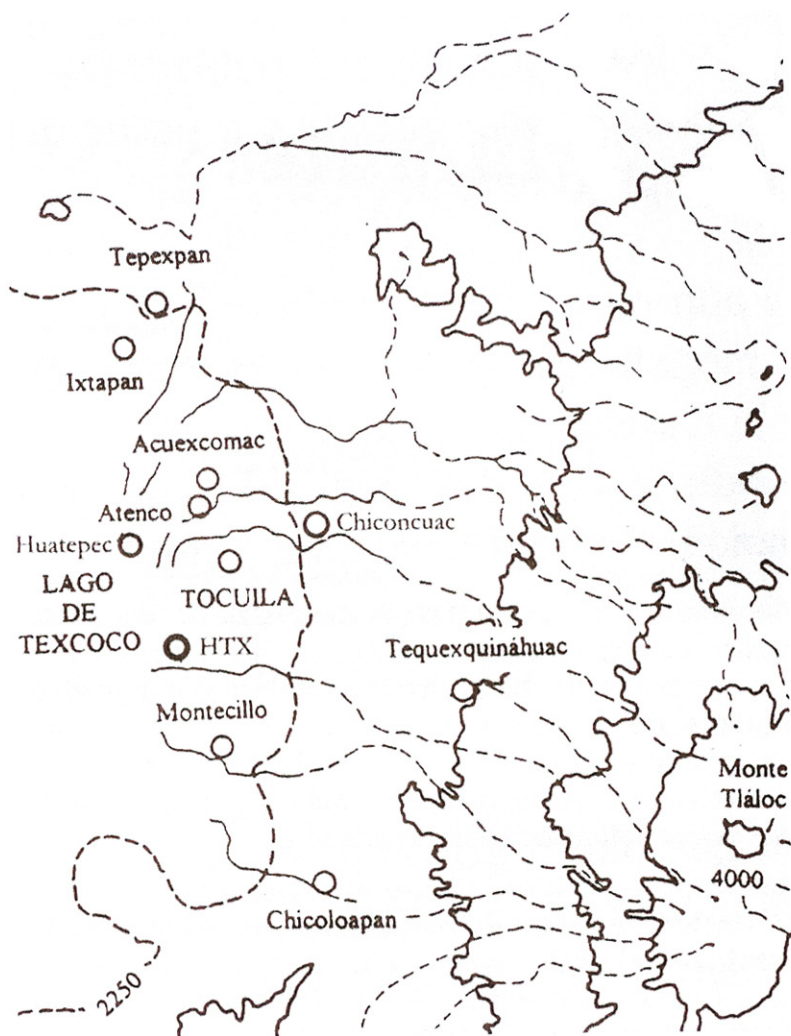 Tepexpan
Ixtapan
Acuexcomac
Atenco
Chiconcuac
Huatepec
LAGO
DE
TEXCOCO
TOCUILA
HTX
Tequexquináhuac
Montecillo
Monte
Tláloc
4000
Chicoloapan
2250